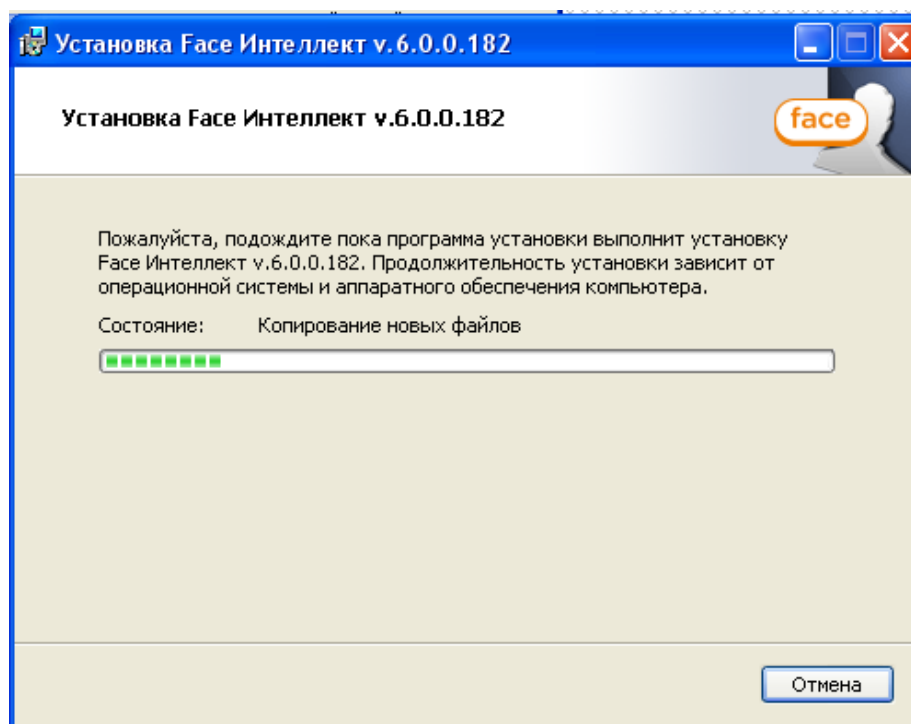 Установка Face Интеллект v.6.0.0.182
Установка Face Интеллект v.6.0.0.182
face
Пожалуйста, подождите пока программа установки выполнит установку
Face Интеллект v.6.0.0.182. Продолжительность установки зависит от
операционной системы и аппаратного обеспечения компьютера.
Состояние: Копирование новых файлов
Отмена